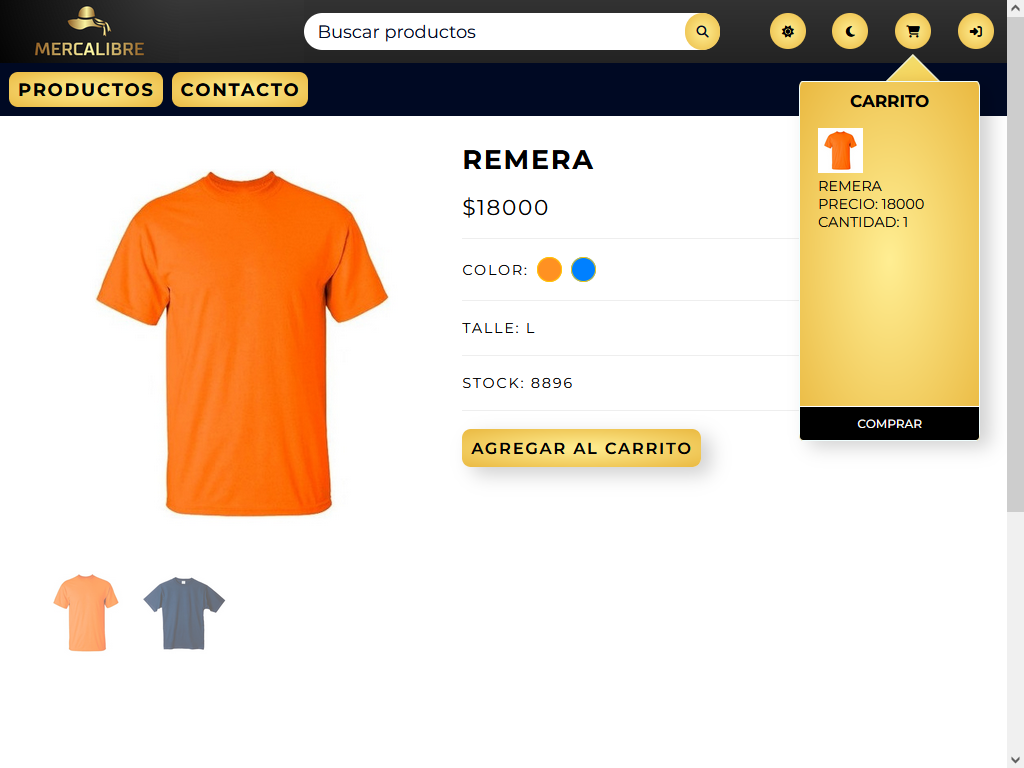 MERCALIBRE
Buscar productos
PRODUCTOS
CONTACTO
CARRITO
REMERA
PRECIO: 18000
CANTIDAD: 1
COMPRAR
REMERA
$18000
COLOR:
TALLE: L
STOCK: 8896
AGREGAR AL CARRITO